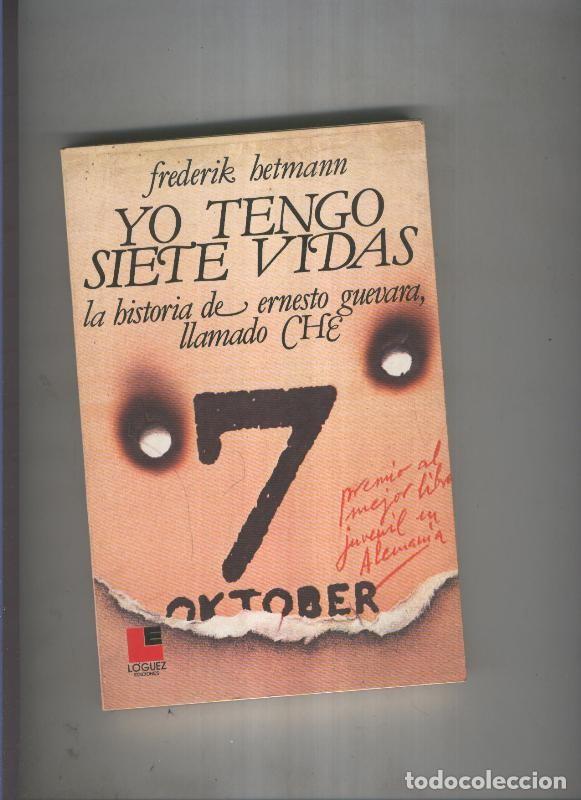 frederik hetmann
YO TENGO
SIETE VIDAS
la historia de ernesto guevara,
llamado CHE
7
OKTOBER
premio al
mejor libro
juvenil en
Alemania
LE
LOGUEZ
EDICIONES
todocoleccion